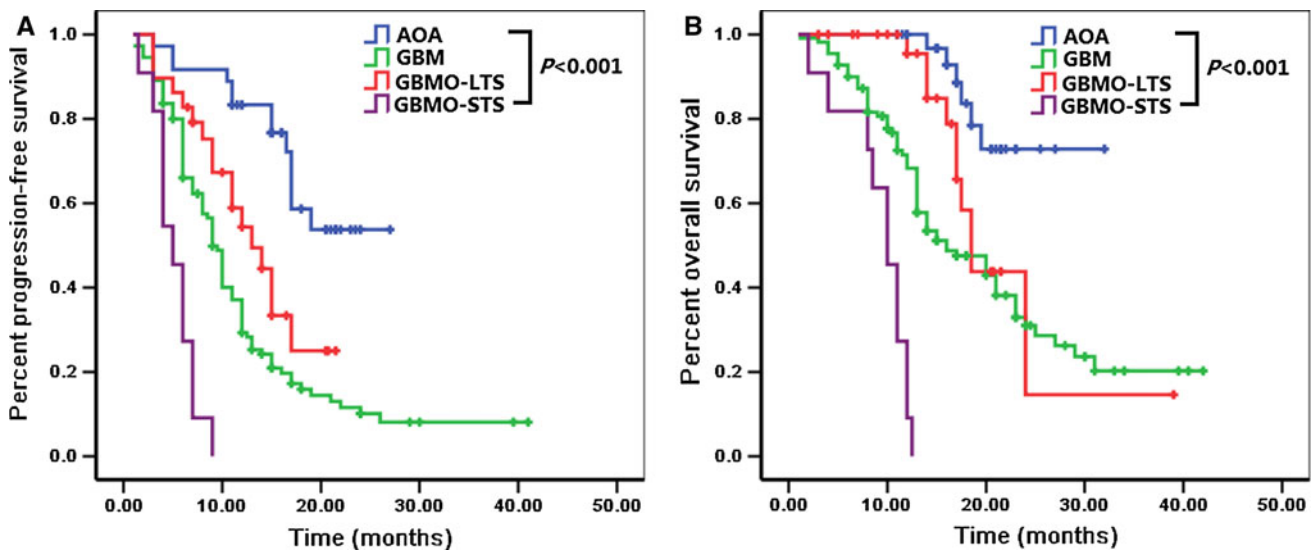 A
Percent progression-free survival
1.0
0.8
0.6
0.4
0.2
0.0
AOA
GBM
GBMO-LTS
GBMO-STS
P<0.001
0.00 10.00 20.00 30.00 40.00 50.00
Time (months)
B
Percent overall survival
1.0
0.8
0.6
0.4
0.2
0.0
AOA
GBM
GBMO-LTS
GBMO-STS
P<0.001
0.00 10.00 20.00 30.00 40.00 50.00
Time (months)